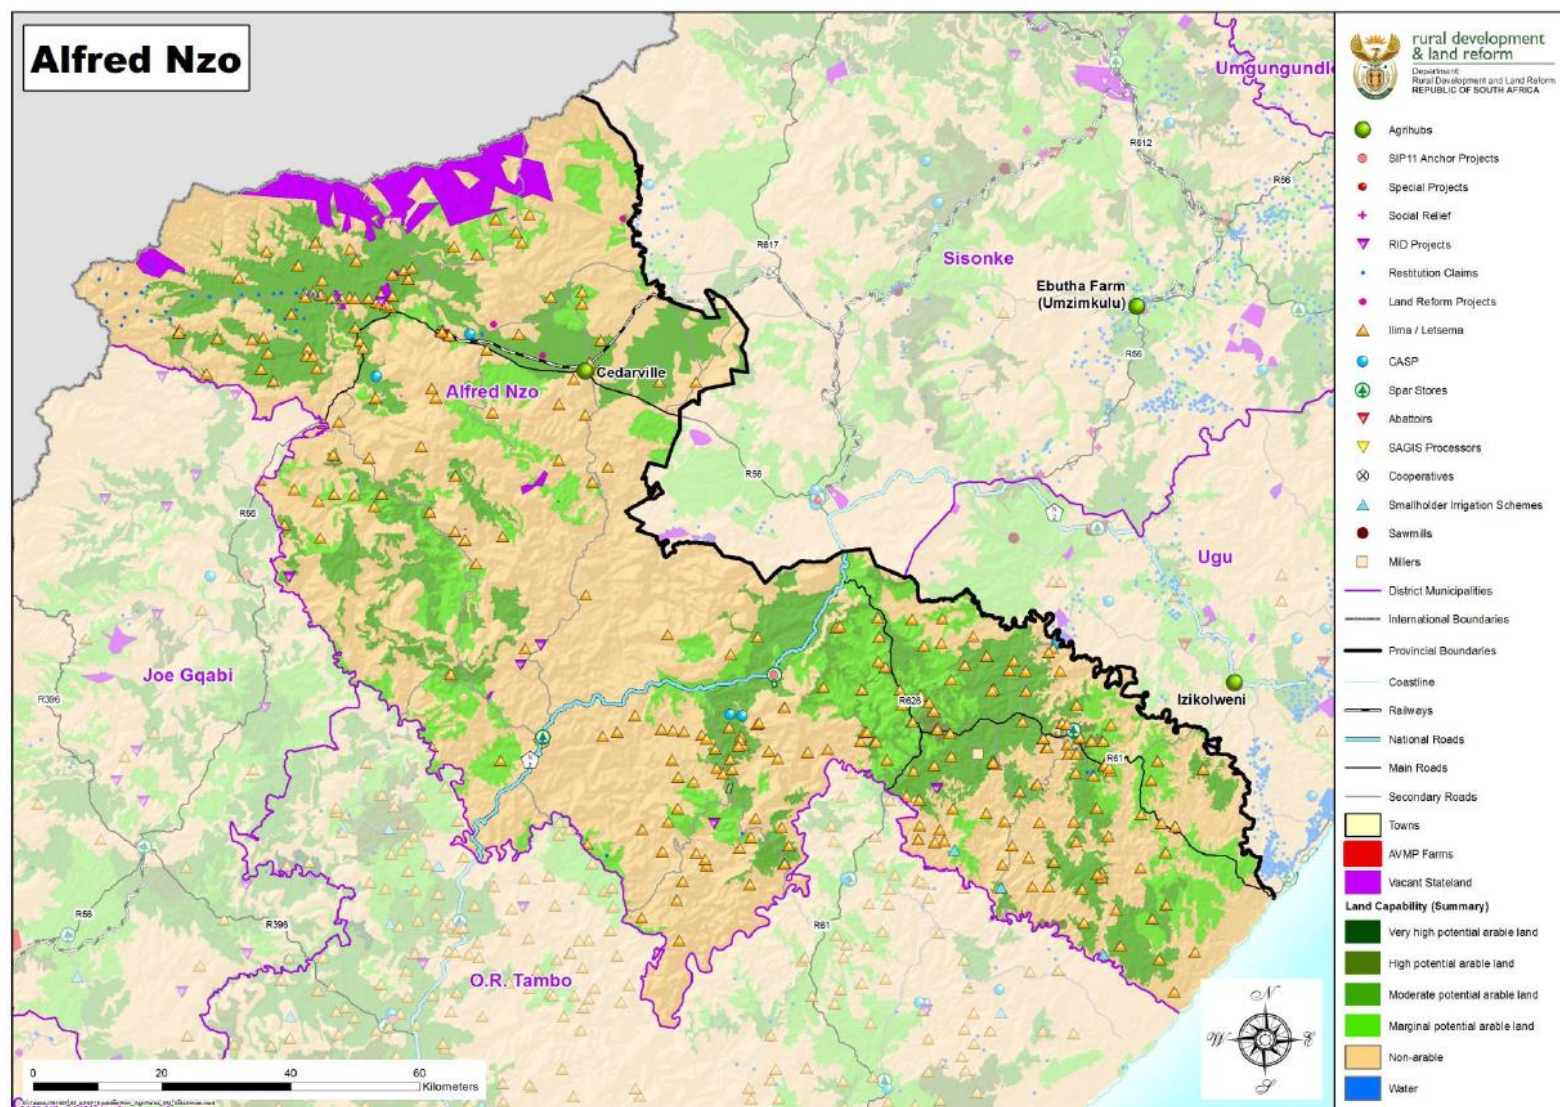 Alfred Nzo
rural development
& land reform
Department:
Rural Development and Land Reform
REPUBLIC OF SOUTH AFRICA
Agrihubs
SIP11 Anchor Projects
Special Projects
Social Relief
RID Projects
Restitution Claims
Land Reform Projects
Ilima / Letsema
CASP
Spar Stores
Abattoirs
SAGIS Processors
Cooperatives
Smallholder Irrigation Schemes
Sawmills
Millers
District Municipalities
International Boundaries
Provincial Boundaries
Coastline
Railways
National Roads
Main Roads
Secondary Roads
Towns
AVMP Farms
Vacant Stateland
Land Capability (Summary)
Very high potential arable land
High potential arable land
Moderate potential arable land
Marginal potential arable land
Non-arable
Water
Umgungundl
R612
R56
R617
Sisonke
Ebutha Farm
(Umzimkulu)
R56
Cedarville
Alfred Nzo
R56
R56
N
2
Ugu
Joe Gqabi
R396
Izikolweni
R626
R61
N
2
R56
R396
R61
O.R. Tambo
N
W
E
S
0
20
40
60
Kilometers